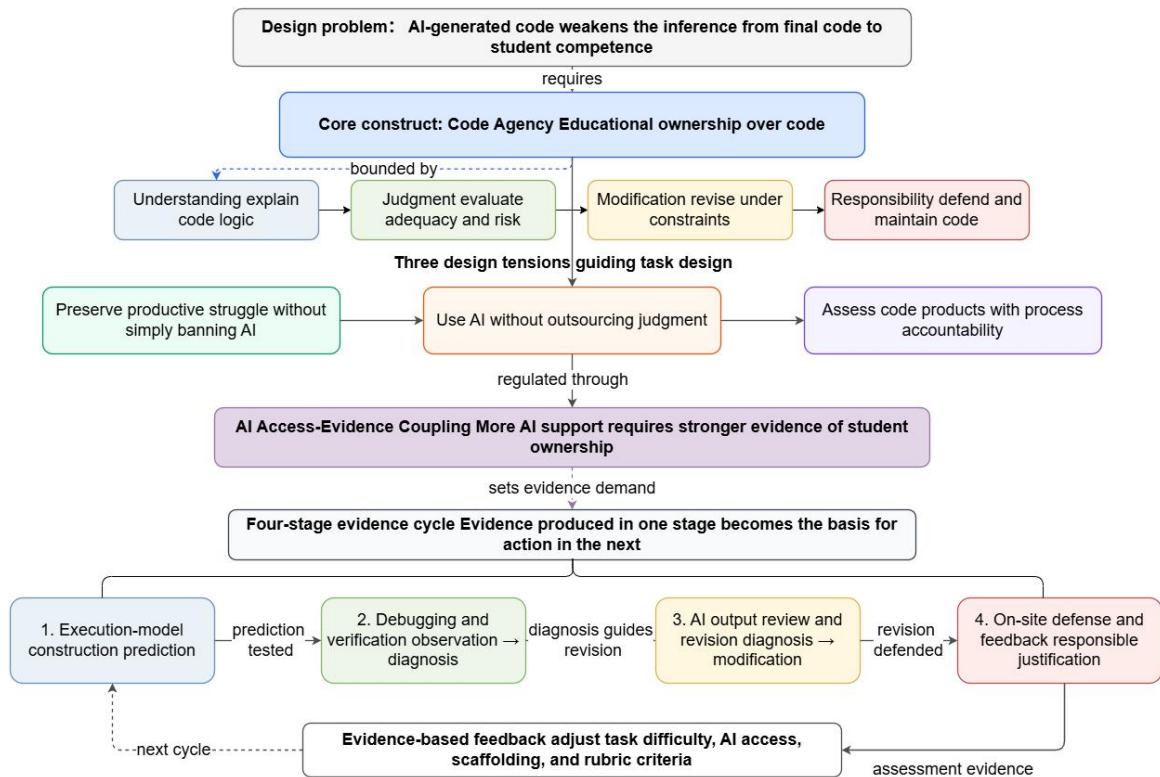 Design problem： AI-generated code weakens the inference from final code to
student competence
requires
Core construct: Code Agency Educational ownership over code
bounded by
Understanding explain
code logic
Judgment evaluate
adequacy and risk
Modification revise under
constraints
Responsibility defend and
maintain code
Three design tensions guiding task design
Preserve productive struggle without
simply banning AI
Use AI without outsourcing judgment
Assess code products with process
accountability
regulated through
AI Access-Evidence Coupling More AI support requires stronger evidence of student
ownership
sets evidence demand
Four-stage evidence cycle Evidence produced in one stage becomes the basis for
action in the next
1. Execution-model
construction prediction
prediction
tested
2. Debugging and
verification observation →
diagnosis
diagnosis guides
revision
3. AI output review and
revision diagnosis →
modification
revision
defended
4. On-site defense and
feedback responsible
justification
next cycle
Evidence-based feedback adjust task difficulty, AI access,
scaffolding, and rubric criteria
assessment evidence